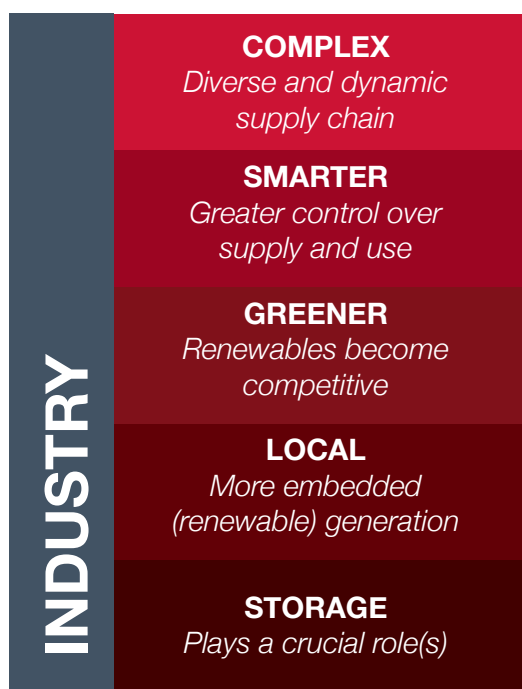 INDUSTRY
COMPLEX
Diverse and dynamic
supply chain
SMARTER
Greater control over
supply and use
GREENER
Renewables become
competitive
LOCAL
More embedded
(renewable) generation
STORAGE
Plays a crucial role(s)